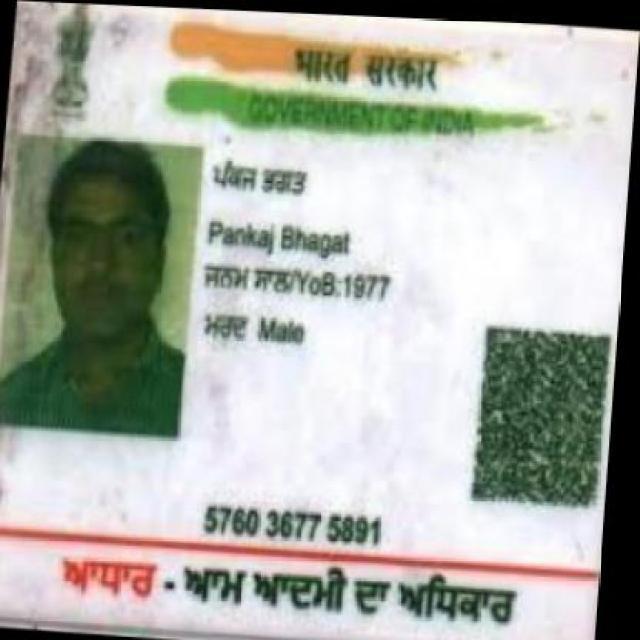 भारत सरकार
GOVERNMENT OF INDIA
ਪੰਕਜ ਭਗਤ
Pankaj Bhagat
ਜਨਮ ਸਾਲ/YoB:1977
ਮਰਦ Male
5760 3677 5891
ਆਧਾਰ - ਆਮ ਆਦਮੀ ਦਾ ਅਧਿਕਾਰ